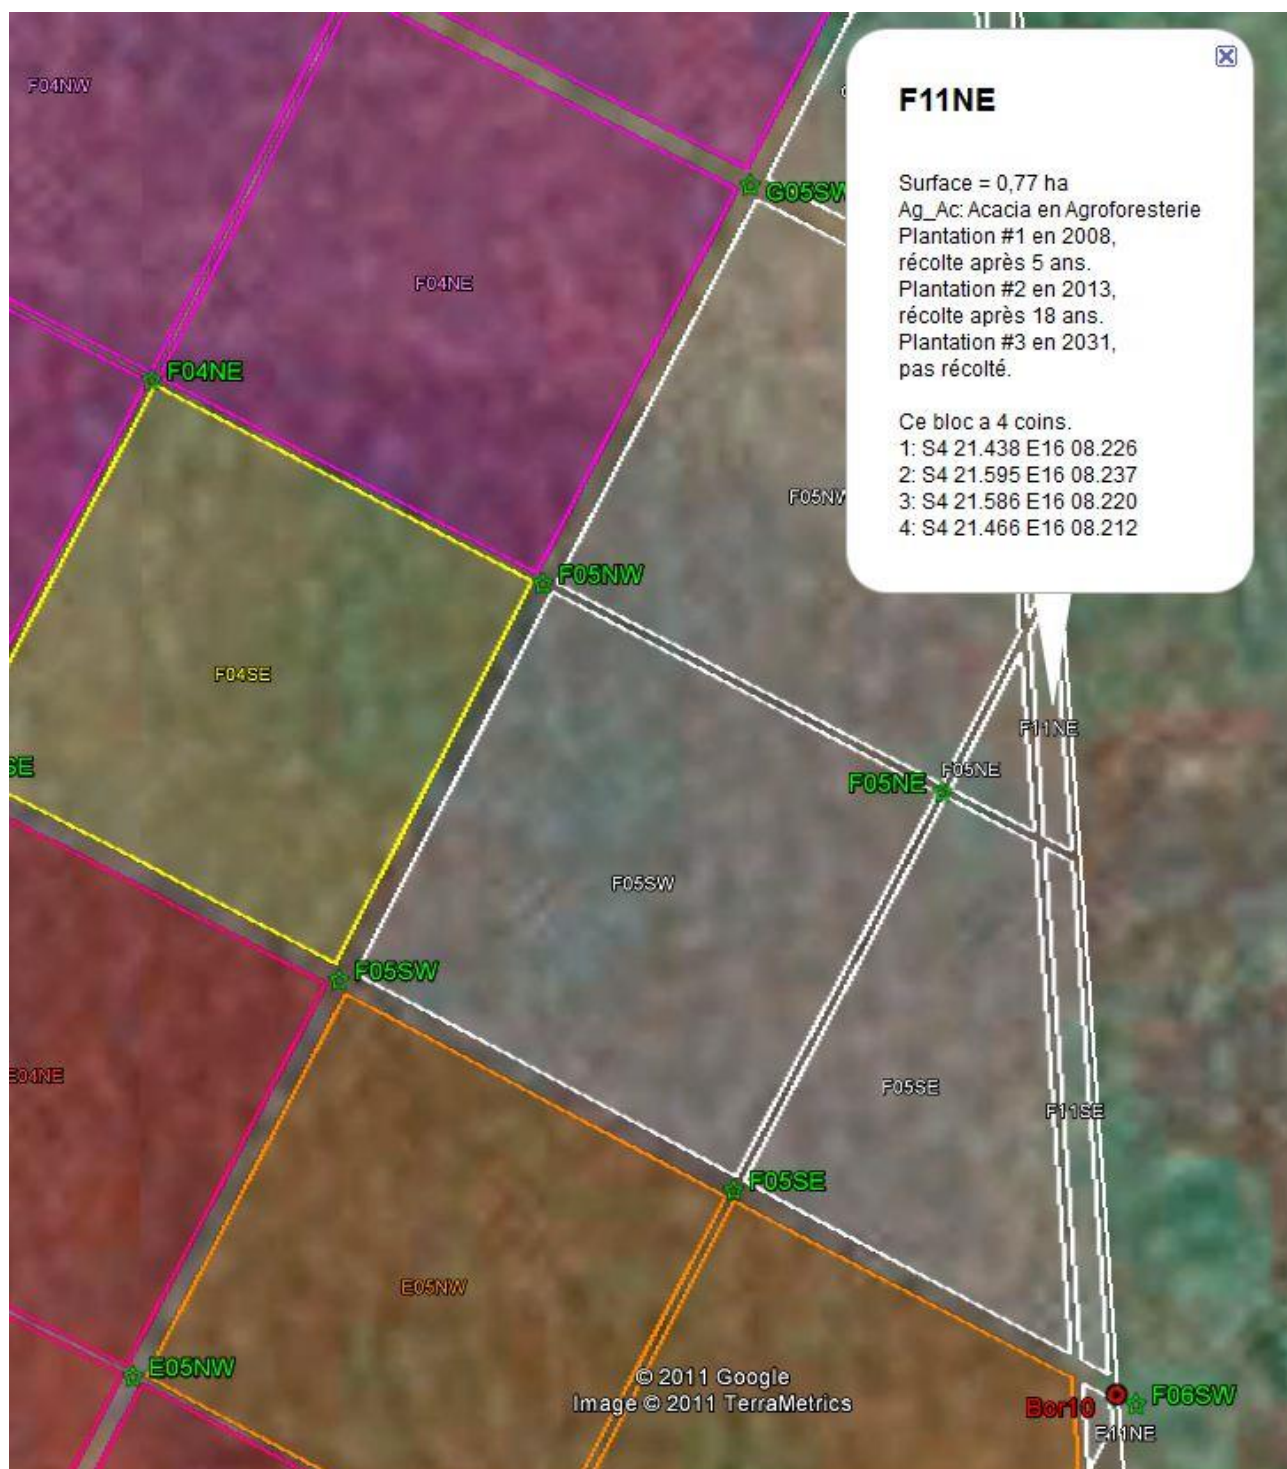 F04NW
F11NE
Surface = 0,77 ha
Ag_Ac: Acacia en Agroforesterie
Plantation #1 en 2008,
récolte après 5 ans.
Plantation #2 en 2013,
récolte après 18 ans.
Plantation #3 en 2031,
pas récolté.
Ce bloc a 4 coins.
1: S4 21.438 E16 08.226
2: S4 21.595 E16 08.237
3: S4 21.586 E16 08.220
4: S4 21.466 E16 08.212
G05SW
F04NE
F04NE
F05NW
F05NW
F04SE
F11NE
SE
F05NE
F05NE
F05SW
F05SW
E04NE
F05SE
F11SE
F05SE
E05NW
E05NW
© 2011 Google
Image © 2011 TerraMetrics
Bor10
F06SW
E11NE